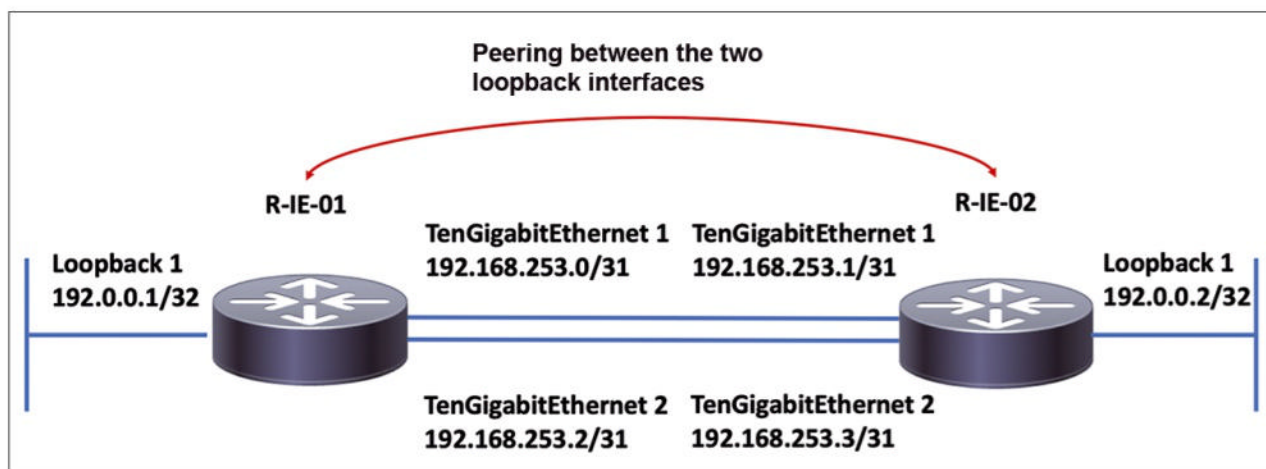 Peering between the two
loopback interfaces
R-IE-01
R-IE-02
TenGigabitEthernet 1
192.168.253.0/31
TenGigabitEthernet 1
192.168.253.1/31
Loopback 1
192.0.0.1/32
Loopback 1
192.0.0.2/32
TenGigabitEthernet 2
192.168.253.2/31
TenGigabitEthernet 2
192.168.253.3/31